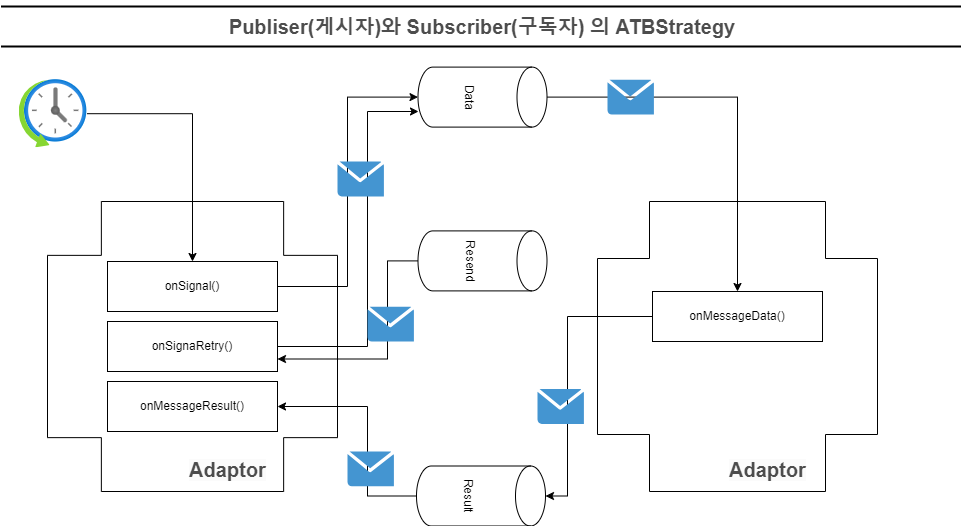 Publiser(게시자)와 Subscriber(구독자) 의 ATBStrategy
Data
Resend
onSignal()
onMessageData()
onSignaRetry()
onMessageResult()
Adaptor
Adaptor
Result